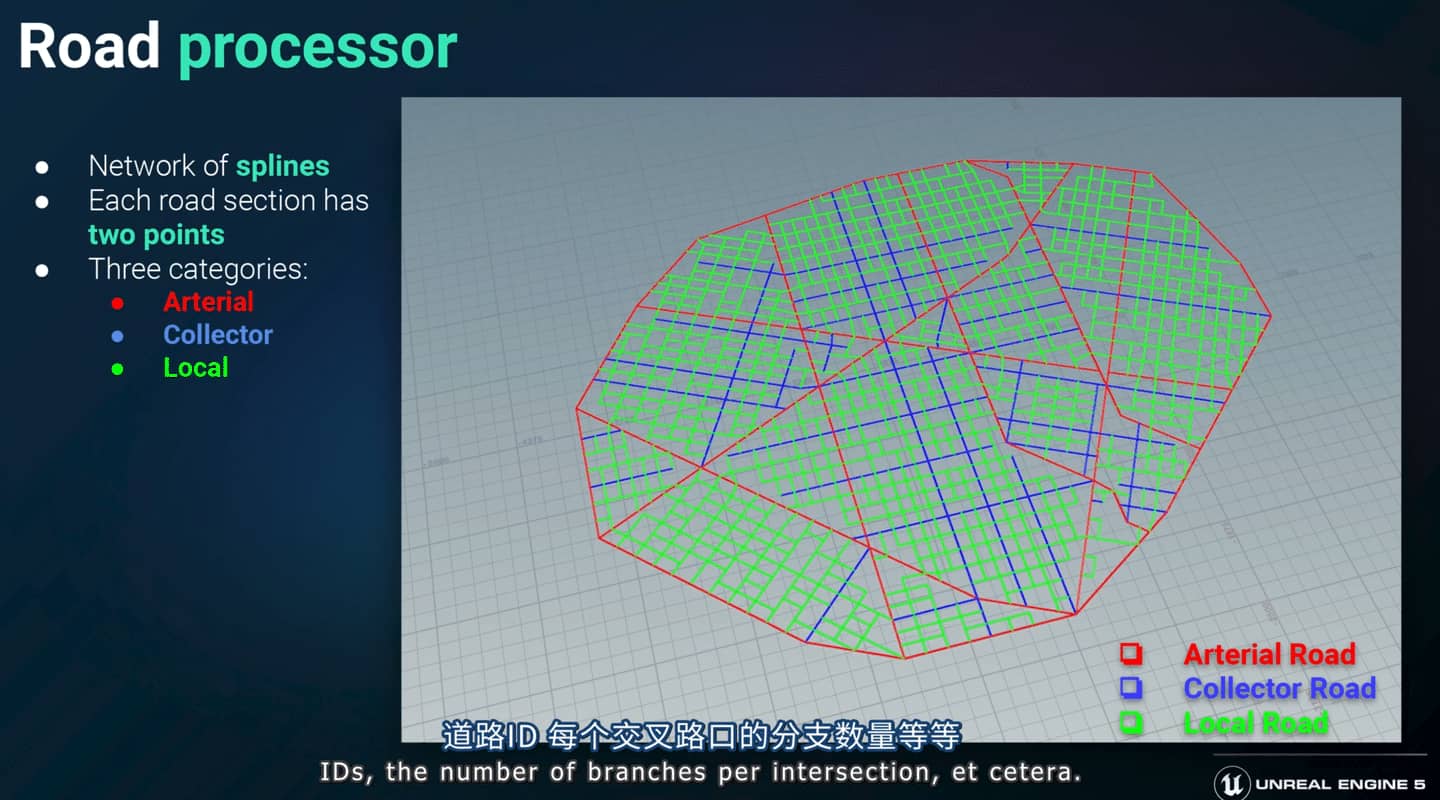 Road processor
Network of splines
Each road section has
two points
Three categories:
Arterial
Collector
Local
Arterial Road
Collector Road
Local Road
道路ID 每个交叉路口的分支数量等等
IDs, the number of branches per intersection, et cetera.
UNREAL ENGINE 5